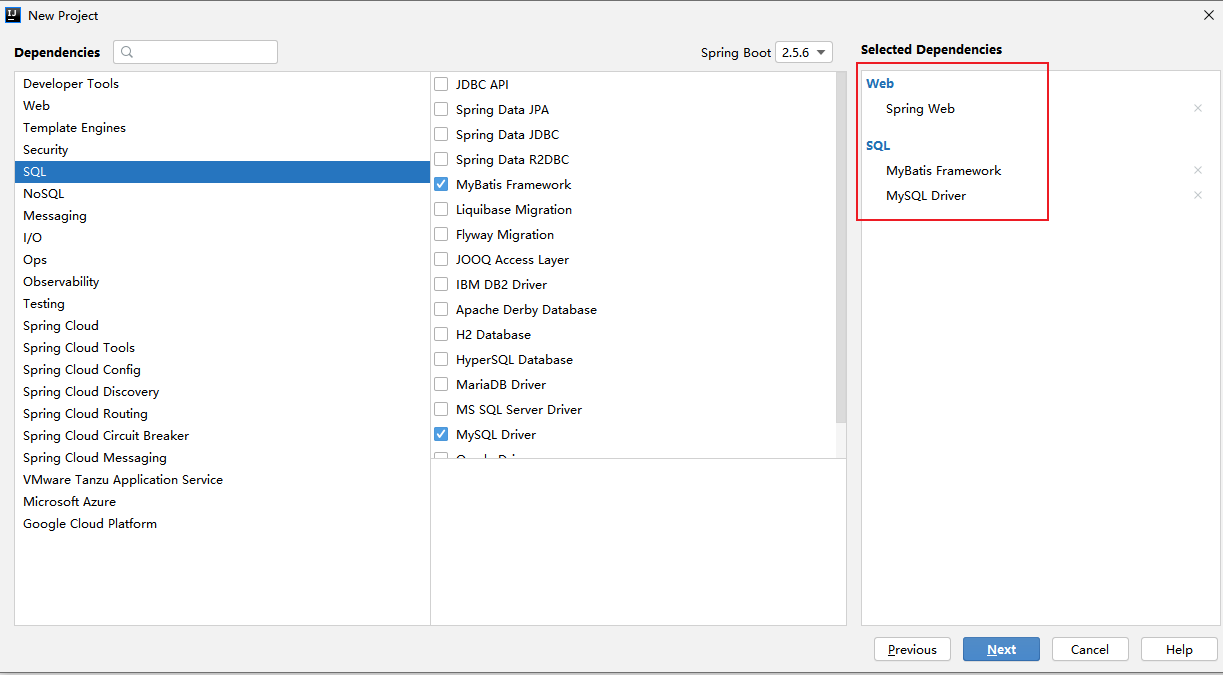 New Project
Dependencies
Spring Boot 2.5.6
Developer Tools
Web
Template Engines
Security
SQL
NoSQL
Messaging
I/O
Ops
Observability
Testing
Spring Cloud
Spring Cloud Tools
Spring Cloud Config
Spring Cloud Discovery
Spring Cloud Routing
Spring Cloud Circuit Breaker
Spring Cloud Messaging
VMware Tanzu Application Service
Microsoft Azure
Google Cloud Platform
JDBC API
Spring Data JPA
Spring Data JDBC
Spring Data R2DBC
MyBatis Framework
Liquibase Migration
Flyway Migration
JOOQ Access Layer
IBM DB2 Driver
Apache Derby Database
H2 Database
HyperSQL Database
MariaDB Driver
MS SQL Server Driver
MySQL Driver
Selected Dependencies
Web
Spring Web
SQL
MyBatis Framework
MySQL Driver
Previous
Next
Cancel
Help